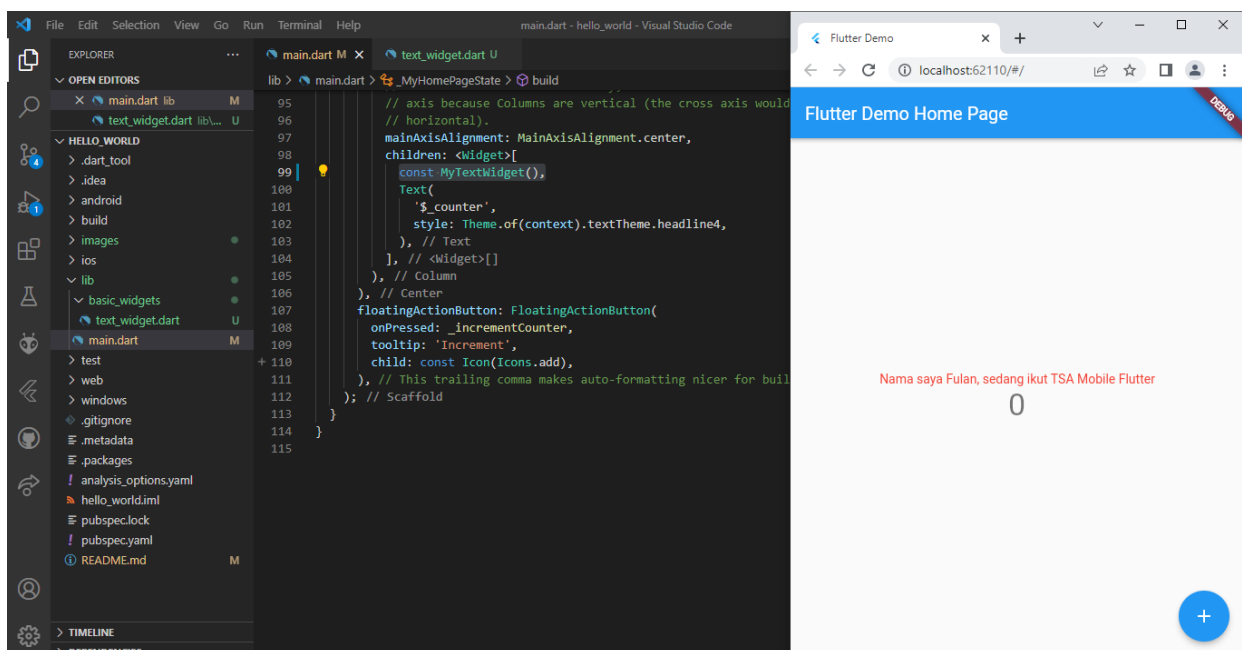 File Edit Selection View Go Run Terminal Help
main.dart - hello_world - Visual Studio Code
EXPLORER
OPEN EDITORS
main.dart lib M
text_widget.dart lib\... U
HELLO_WORLD
.dart_tool
.idea
android
build
images
ios
lib
basic_widgets
text_widget.dart U
main.dart M
test
web
windows
.gitignore
.metadata
.packages
analysis_options.yaml
hello_world.iml
pubspec.lock
pubspec.yaml
README.md M
TIMELINE
4
1
main.dart M
text_widget.dart U
lib > main.dart > _MyHomePageState > build
95 // axis because Columns are vertical (the cross axis would
96 // horizontal).
97 mainAxisAlignment: MainAxisAlignment.center,
98 children: <Widget>[
99 const MyTextWidget(),
100 Text(
101 '$_counter',
102 style: Theme.of(context).textTheme.headline4,
103 ), // Text
104 ], // <Widget>[]
105 ), // Column
106 ), // Center
107 floatingActionButton: FloatingActionButton(
108 onPressed: _incrementCounter,
109 tooltip: 'Increment',
110 child: const Icon(Icons.add),
111 ), // This trailing comma makes auto-formatting nicer for buil
112 ); // Scaffold
113 }
114 }
115
Flutter Demo
localhost:62110/#/
Flutter Demo Home Page
DEBUG
Nama saya Fulan, sedang ikut TSA Mobile Flutter
0